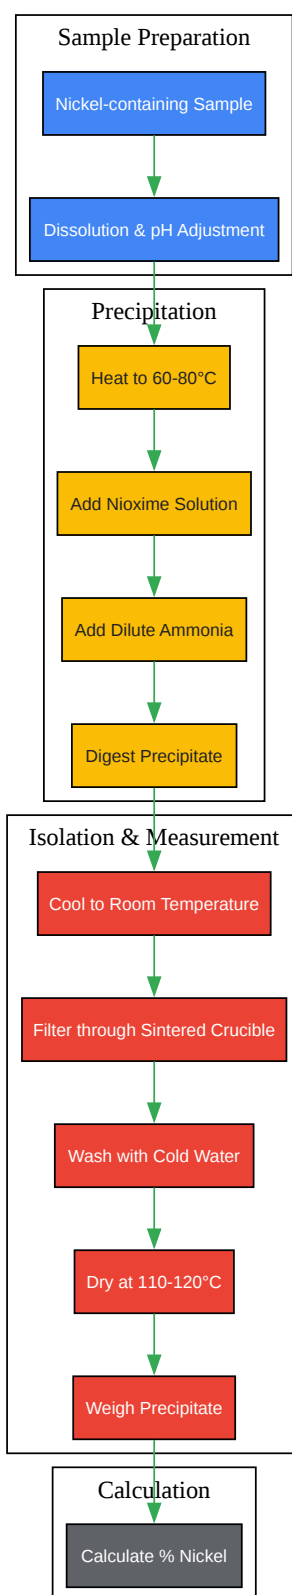 Sample Preparation
Nickel-containing Sample
Dissolution & pH Adjustment
Precipitation
Heat to 60-80°C
Add Nioxime Solution
Add Dilute Ammonia
Digest Precipitate
Isolation & Measurement
Cool to Room Temperature
Filter through Sintered Crucible
Wash with Cold Water
Dry at 110-120°C
Weigh Precipitate
Calculation
Calculate % Nickel